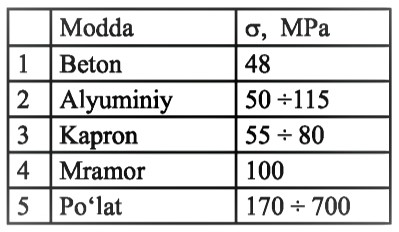 Modda σ, MPa
1 Beton 48
2 Alyuminiy 50 ÷115
3 Kapron 55 ÷ 80
4 Mramor 100
5 Po‘lat 170 ÷ 700